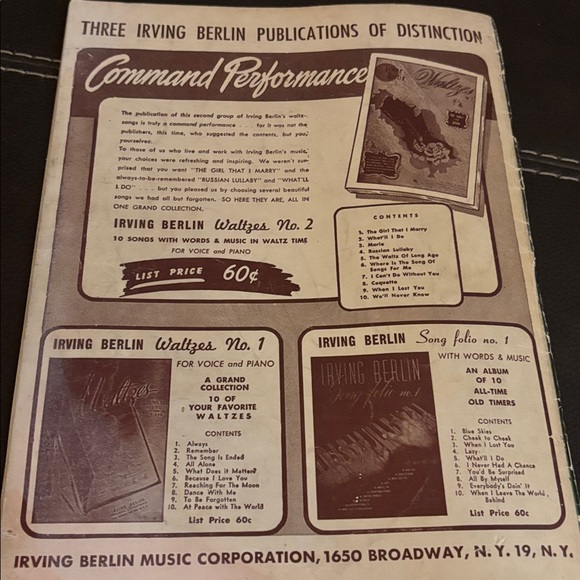 THREE IRVING BERLIN PUBLICATIONS OF DISTINCTION
Command Performance
The publication of this second group of Irving Berlin's waltz-
songs is truly a command performance . . . for it was not the
publishers, this time, who suggested the contents, but you,
yourselves.
To those of us who live and work with Irving Berlin's music,
your choices were refreshing and inspiring. We weren't sur-
prised that you want "THE GIRL THAT I MARRY" and the
always-to-be-remembered "RUSSIAN LULLABY" and "WHAT'LL
I DO" . . . but you pleased us by choosing several beautiful
songs we had all but forgotten. SO HERE THEY ARE, ALL IN
ONE GRAND COLLECTION.
IRVING BERLIN Waltzes No. 2
10 SONGS WITH WORDS & MUSIC IN WALTZ TIME
FOR VOICE and PIANO
LIST PRICE 60¢
Waltzes
CONTENTS
1. The Girl That I Marry
2. What'll I Do
3. Marie
4. Russian Lullaby
5. The Waltz Of Long Ago
6. Where Is The Song Of
Songs For Me
7. I Can't Do Without You
8. Coquette
9. When I Lost You
10. We'll Never Know
IRVING BERLIN Waltzes No. 1
FOR VOICE and PIANO
Waltzes
A GRAND
COLLECTION
10 OF
YOUR FAVORITE
WALTZES
CONTENTS
1. Always
2. Remember
3. The Song Is Ended
4. All Alone
5. What Does it Matter?
6. Because I Love You
7. Reaching For The Moon
8. Dance With Me
9. To Be Forgotten
10. At Peace with The World
List Price 60c
IRVING BERLIN Song folio no. 1
WITH WORDS & MUSIC
IRVING BERLIN
Song folio no. 1
AN ALBUM
OF 10
ALL-TIME
OLD TIMERS
CONTENTS
1. Blue Skies
2. Cheek to Cheek
3. When I Lost You
4. Lazy
5. What'll I Do
6. I Never Had A Chance
7. You'd Be Surprised
8. All By Myself
9. Everybody's Doin' It
10. When I Leave The World
Behind
List Price 60c
IRVING BERLIN MUSIC CORPORATION, 1650 BROADWAY, N.Y. 19, N.Y.